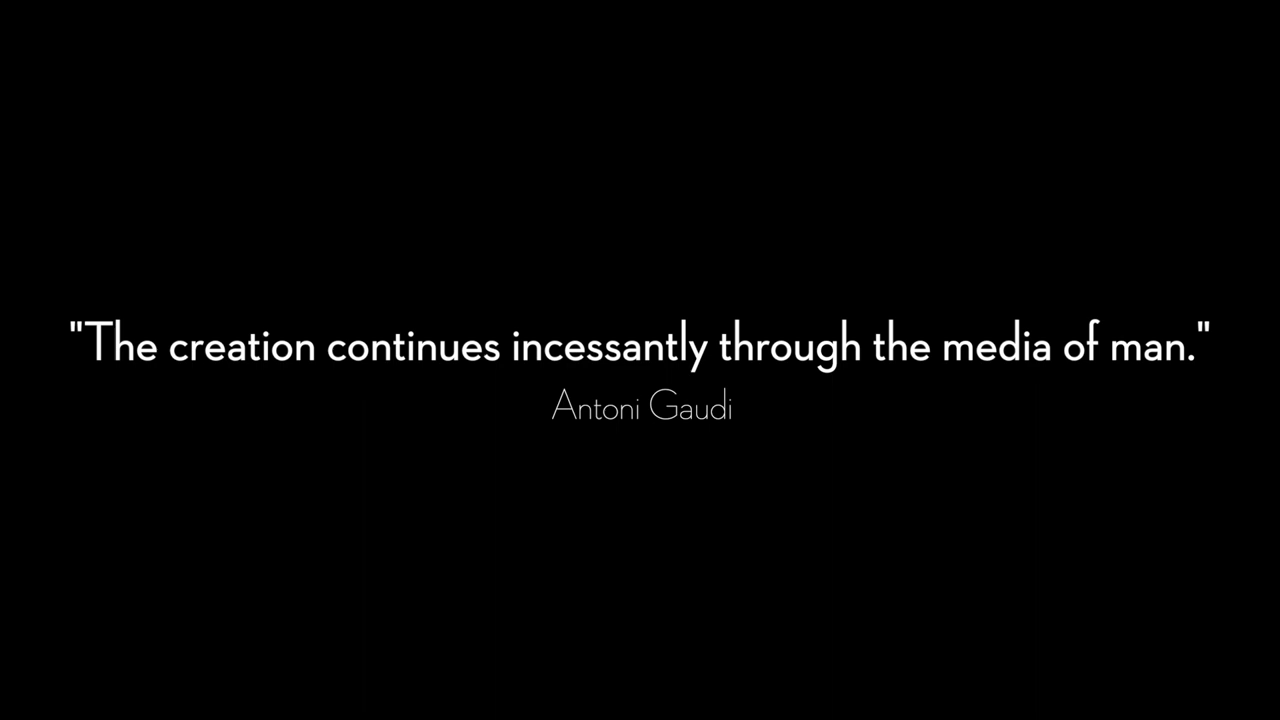 "The creation continues incessantly through the media of man."
Antoni Gaudi